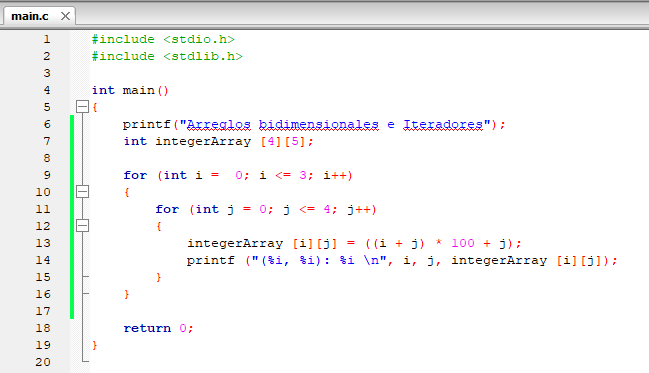 main.c
1 #include <stdio.h>
2 #include <stdlib.h>
3
4 int main()
5 {
6 printf("Arreglos bidimensionales e Iteradores");
7 int integerArray [4][5];
8
9 for (int i =  0; i <= 3; i++)
10 {
11 for (int j = 0; j <= 4; j++)
12 {
13 integerArray [i][j] = ((i + j) * 100 + j);
14 printf ("(%i, %i): %i \n", i, j, integerArray [i][j]);
15 }
16 }
17
18 return 0;
19 }
20